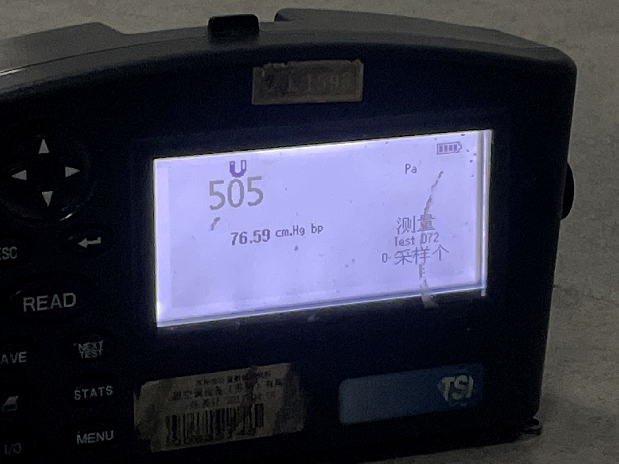 Pa
505
76.59 cm.Hg bp
测量
Test 072
0 采样个
ESC
READ
SAVE
NEXT TEST
STATS
MENU
I/O
TSI